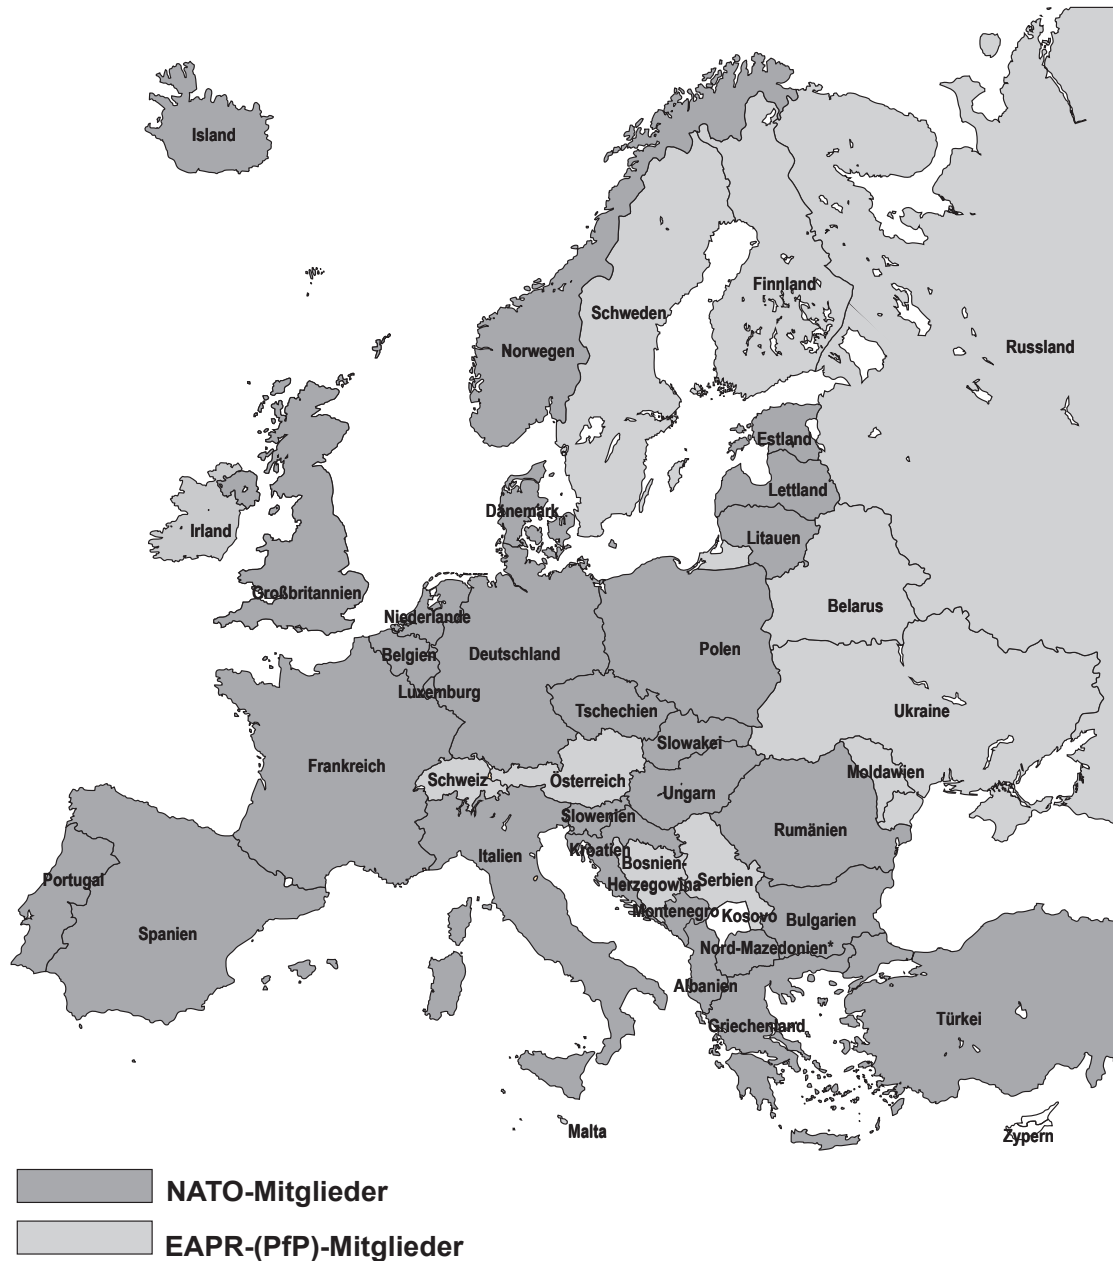 Island
Finnland
Schweden
Russland
Norwegen
Estland
Lettland
Dänemark
Irland
Litauen
Großbritannien
Belarus
Niederlande
Polen
Belgien
Deutschland
Luxemburg
Tschechien
Ukraine
Slowakei
Frankreich
Schweiz
Österreich
Moldawien
Ungarn
Slowenien
Rumänien
Kroatien
Italien
Bosnien-
Herzegowina
Serbien
Portugal
Montenegro
Kosovo
Bulgarien
Spanien
Nord-Mazedonien*
Albanien
Griechenland
Türkei
Malta
Zypern
NATO-Mitglieder
EAPR-(PfP)-Mitglieder